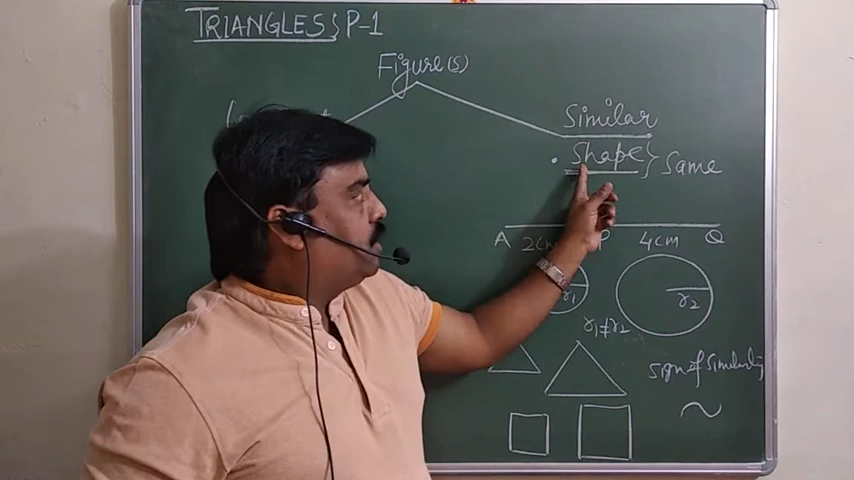 TRIANGLES} P-1
Figure(s)
Similar
. Shape} Same
A 2cm P 4cm Q
r₁ r₂
r₁ ≠ r₂
Sign of Similarity
~